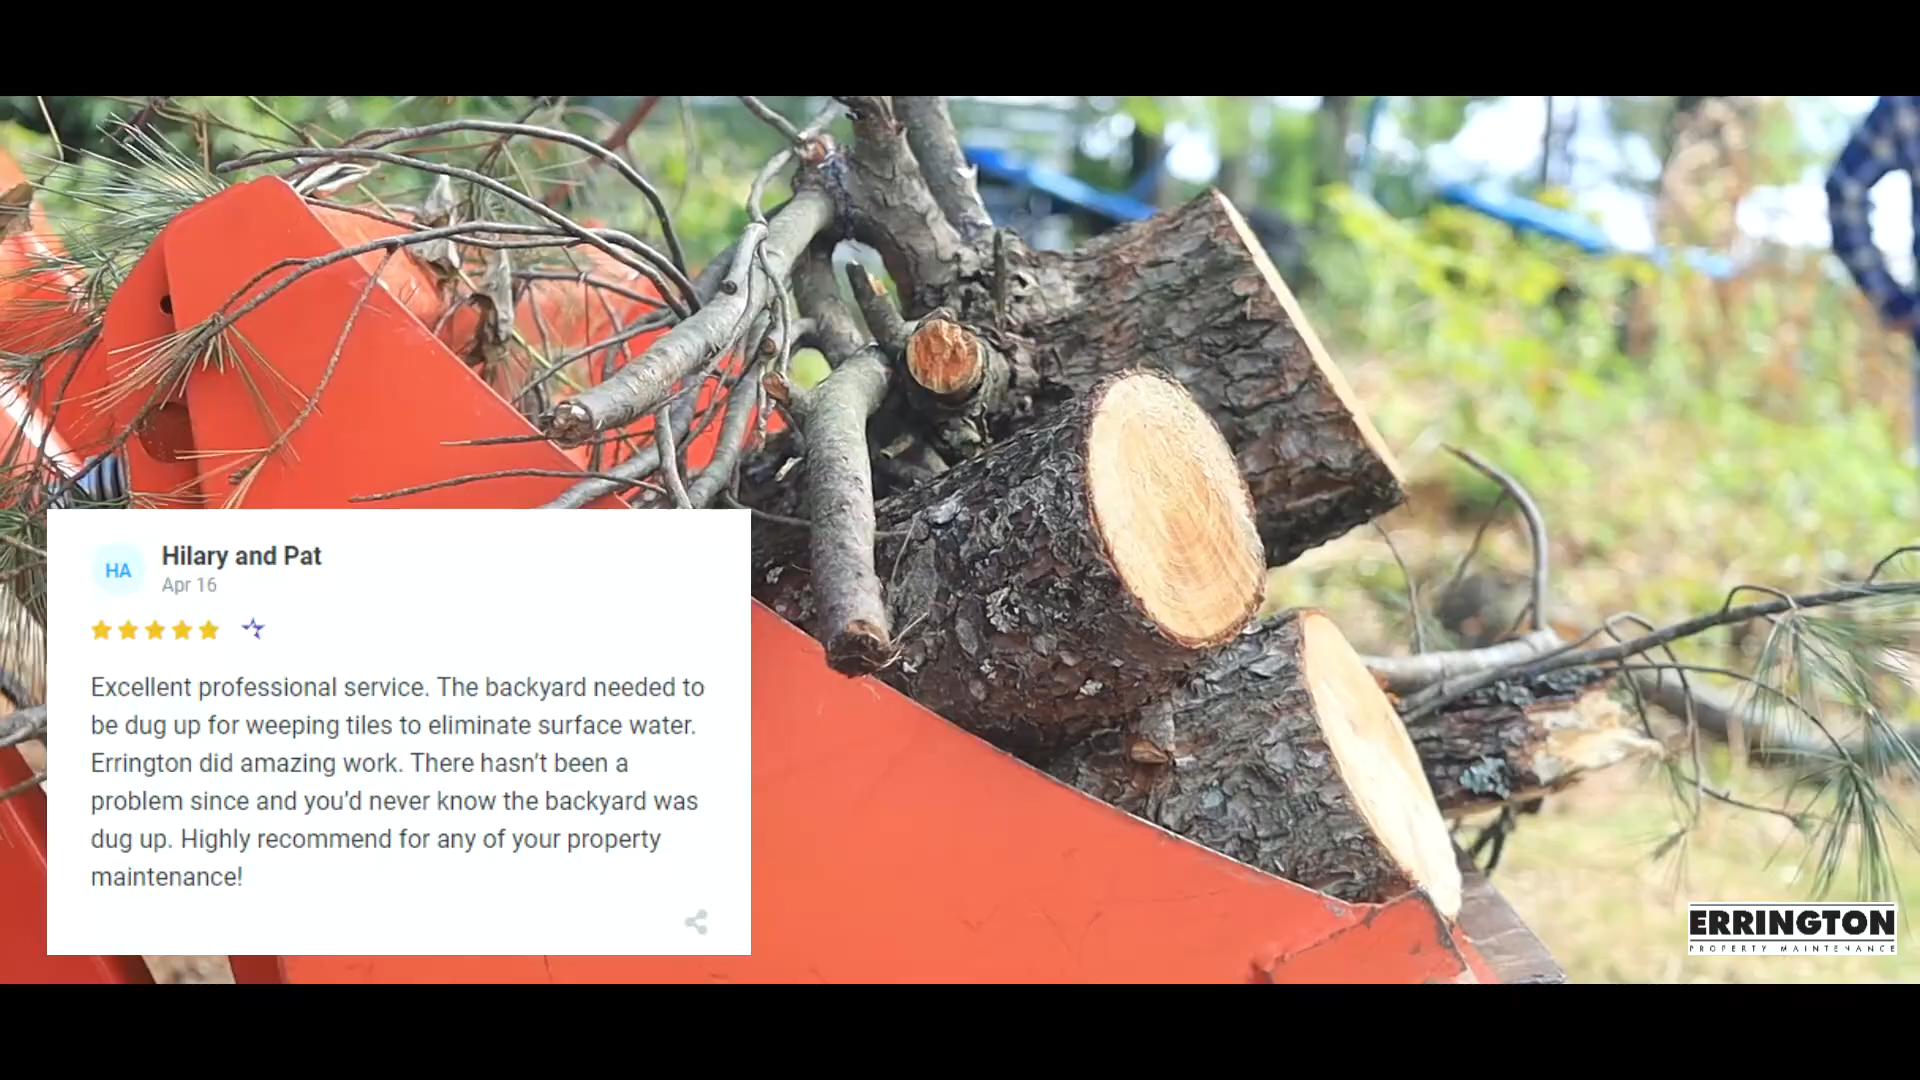 HA
Hilary and Pat
Apr 16
Excellent professional service. The backyard needed to
be dug up for weeping tiles to eliminate surface water.
Errington did amazing work. There hasn’t been a
problem since and you'd never know the backyard was
dug up. Highly recommend for any of your property
maintenance!
ERRINGTON
PROPERTY MAINTENANCE